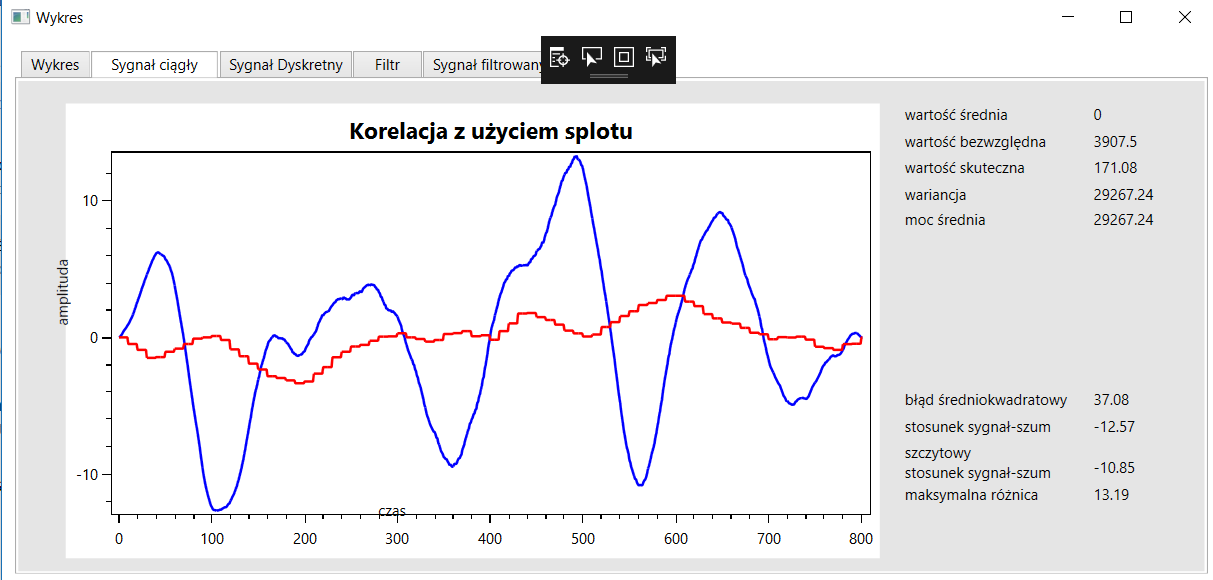 Wykres
Wykres Sygnał ciągły Sygnał Dyskretny Filtr Sygnał filtrowany
Korelacja z użyciem splotu
amplituda
10
0
-10
czas
0 100 200 300 400 500 600 700 800
wartość średnia 0
wartość bezwzględna 3907.5
wartość skuteczna 171.08
wariancja 29267.24
moc średnia 29267.24
błąd średniokwadratowy 37.08
stosunek sygnał-szum -12.57
szczytowy
stosunek sygnał-szum -10.85
maksymalna różnica 13.19